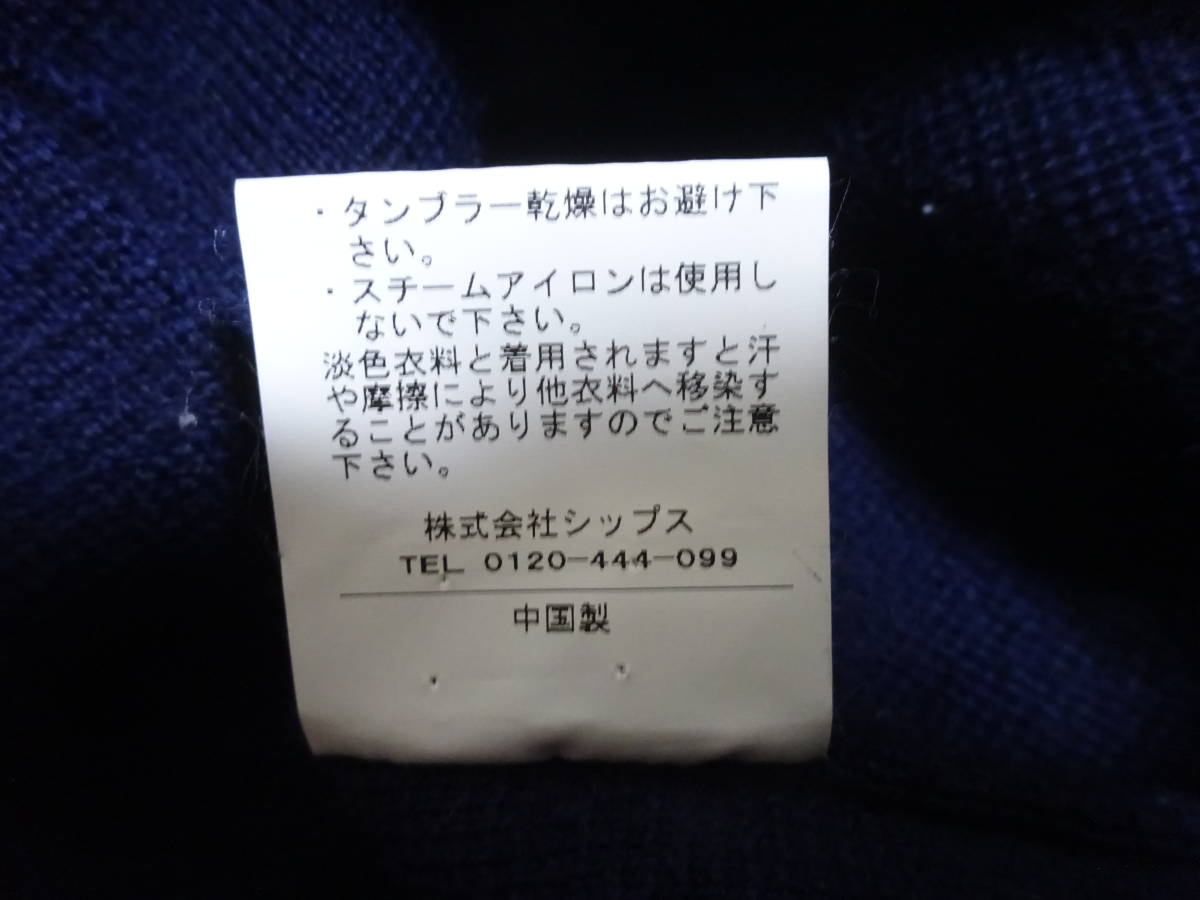 ・タンブラー乾燥はお避け下
さい。
・スチームアイロンは使用し
ないで下さい。
淡色衣料と着用されますと汗
や摩擦により他衣料へ移染す
ることがありますのでご注意
下さい。
株式会社シップス
TEL 0120-444-099
中国製